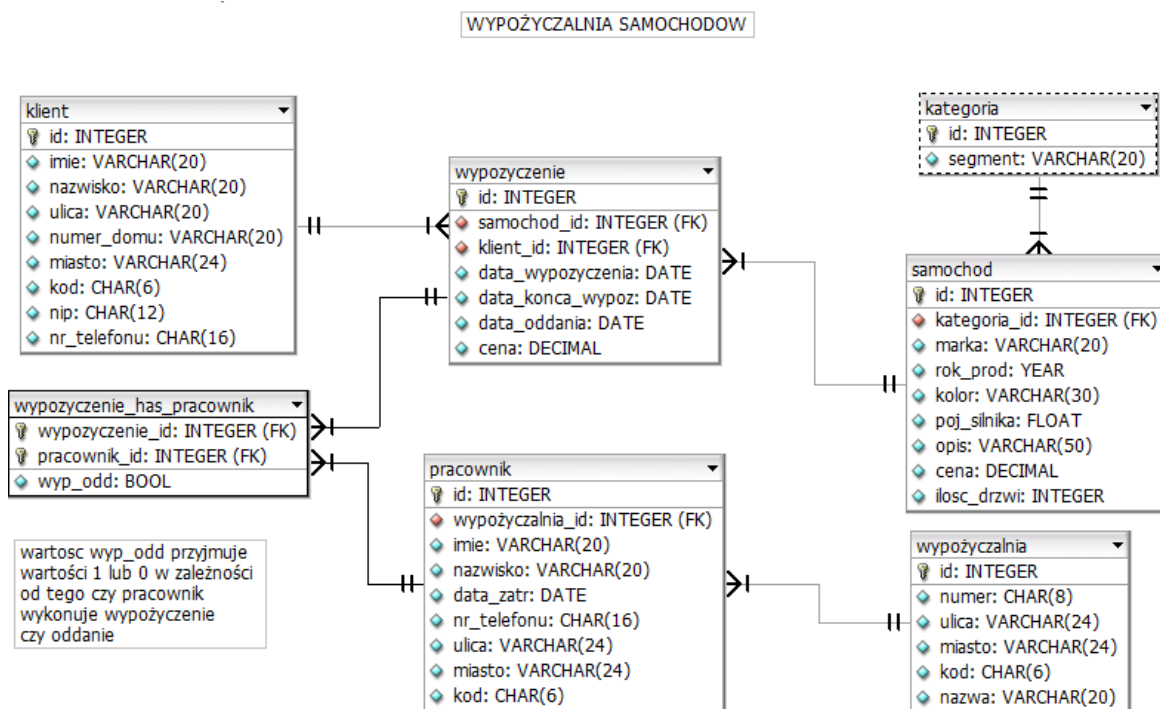 WYPOŻYCZALNIA SAMOCHODOW
klient
id: INTEGER
imie: VARCHAR(20)
nazwisko: VARCHAR(20)
ulica: VARCHAR(20)
numer_domu: VARCHAR(20)
miasto: VARCHAR(24)
kod: CHAR(6)
nip: CHAR(12)
nr_telefonu: CHAR(16)
wypozyczenie
id: INTEGER
samochod_id: INTEGER (FK)
klient_id: INTEGER (FK)
data_wypozyczenia: DATE
data_konca_wypoz: DATE
data_oddania: DATE
cena: DECIMAL
kategoria
id: INTEGER
segment: VARCHAR(20)
samochod
id: INTEGER
kategoria_id: INTEGER (FK)
marka: VARCHAR(20)
rok_prod: YEAR
kolor: VARCHAR(30)
poj_silnika: FLOAT
opis: VARCHAR(50)
cena: DECIMAL
ilosc_drzwi: INTEGER
wypozyczenie_has_pracownik
wypozyczenie_id: INTEGER (FK)
pracownik_id: INTEGER (FK)
wyp_odd: BOOL
wartosc wyp_odd przyjmuje
wartości 1 lub 0 w zależności
od tego czy pracownik
wykonuje wypożyczenie
czy oddanie
pracownik
id: INTEGER
wypożyczalnia_id: INTEGER (FK)
imie: VARCHAR(20)
nazwisko: VARCHAR(20)
data_zatr: DATE
nr_telefonu: CHAR(16)
ulica: VARCHAR(24)
miasto: VARCHAR(24)
kod: CHAR(6)
wypożyczalnia
id: INTEGER
numer: CHAR(8)
ulica: VARCHAR(24)
miasto: VARCHAR(24)
kod: CHAR(6)
nazwa: VARCHAR(20)